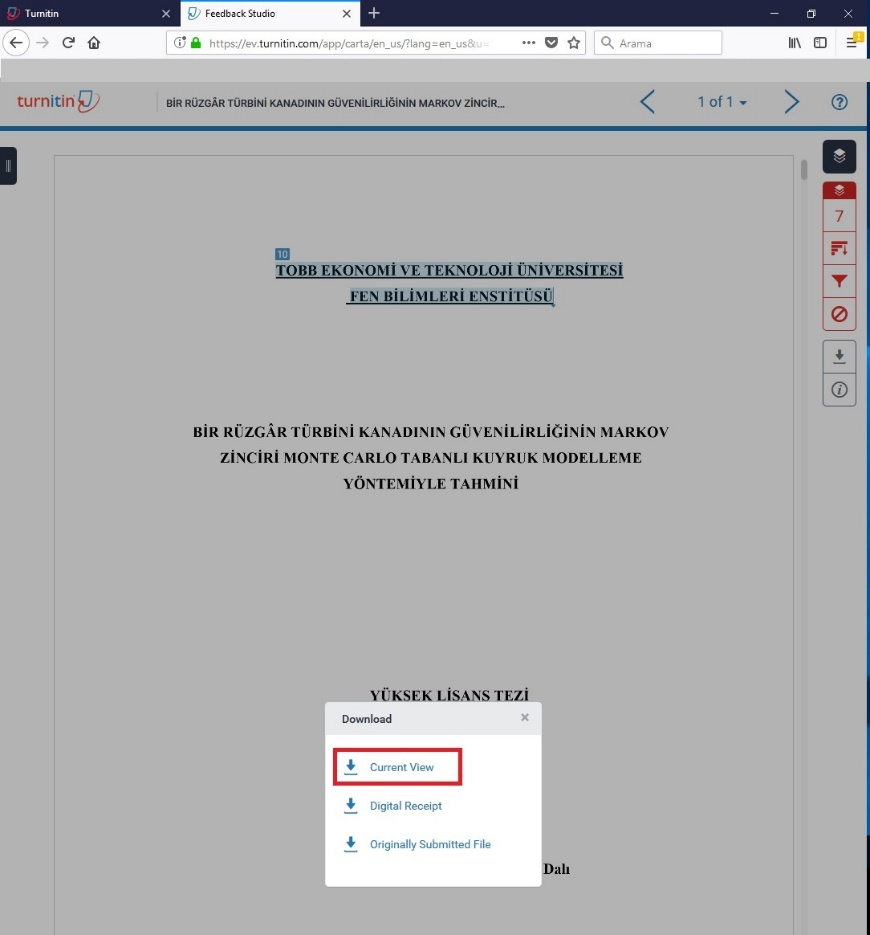 Turnitin
Feedback Studio
https://ev.turnitin.com/app/carta/en_us/?lang=en_us&u=
Arama
turnitin
BİR RÜZGÂR TÜRBİNİ KANADININ GÜVENİLİRLİĞİNİN MARKOV ZİNCİR...
1 of 1
7
10
TOBB EKONOMİ VE TEKNOLOJİ ÜNİVERSİTESİ
FEN BİLİMLERİ ENSTİTÜSÜ
BİR RÜZGÂR TÜRBİNİ KANADININ GÜVENİLİRLİĞİNİN MARKOV
ZİNCİRİ MONTE CARLO TABANLI KUYRUK MODELLEME
YÖNTEMİYLE TAHMİNİ
YÜKSEK LİSANS TEZİ
Download
Current View
Digital Receipt
Originally Submitted File
Dalı